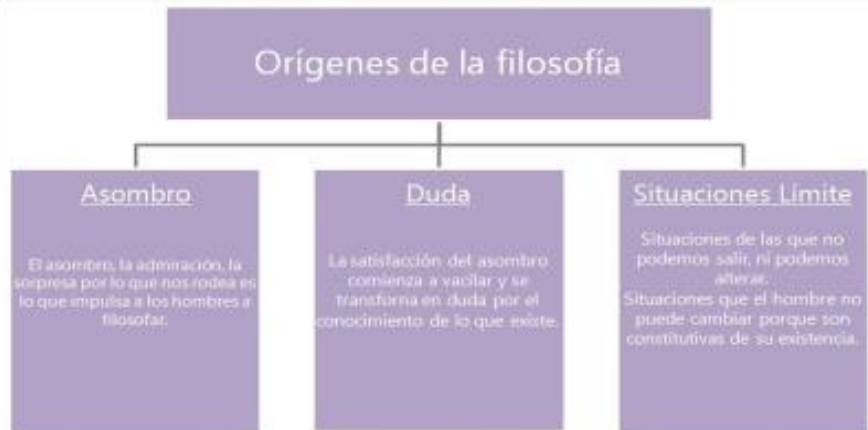 Orígenes de la filosofía
Asombro
El asombro, la admiración, la
sorpresa por lo que nos rodea es
lo que impulsa a los hombres a
filosofar.
Duda
La satisfacción del asombro
comienza a vacilar y se
transforma en duda por el
conocimiento de lo que existe.
Situaciones Límite
Situaciones de las que no
podemos salir, ni podemos
alterar.
Situaciones que el hombre no
puede cambiar porque son
constitutivas de su existencia.